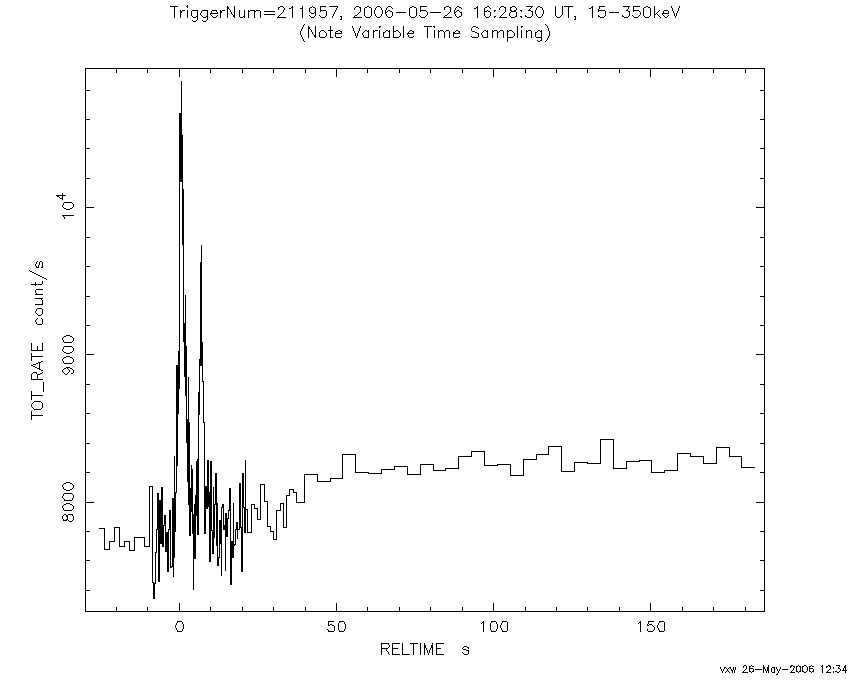 TriggerNum=211957, 2006-05-26 16:28:30 UT, 15-350keV
(Note Variable Time Sampling)
TOT_RATE count/s
10^4
9000
8000
0 50 100 150
RELTIME s
vxw 26-May-2006 12:34